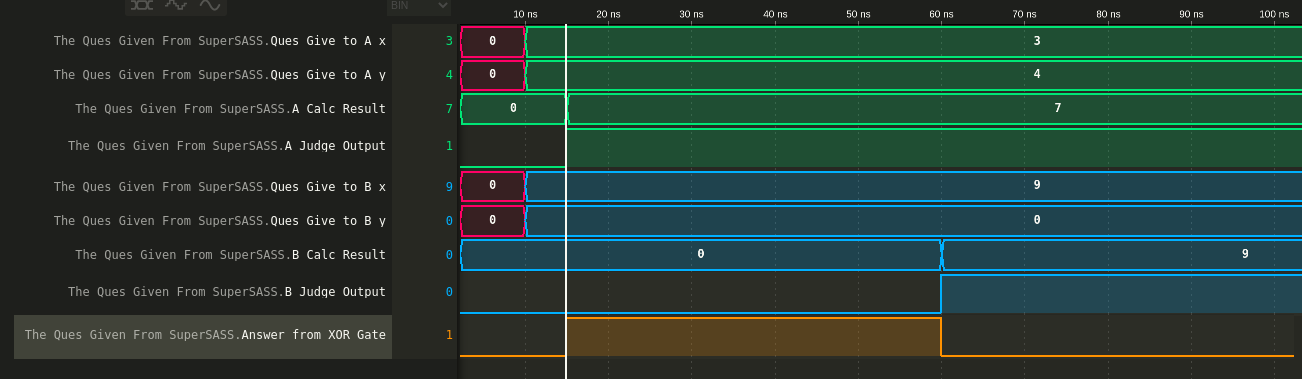 BIN
10 ns 20 ns 30 ns 40 ns 50 ns 60 ns 70 ns 80 ns 90 ns 100 ns
The Ques Given From SuperSASS.Ques Give to A x 3 0 3
The Ques Given From SuperSASS.Ques Give to A y 4 0 4
The Ques Given From SuperSASS.A Calc Result 7 0 7
The Ques Given From SuperSASS.A Judge Output 1
The Ques Given From SuperSASS.Ques Give to B x 9 0 9
The Ques Given From SuperSASS.Ques Give to B y 0 0 0
The Ques Given From SuperSASS.B Calc Result 0 0 9
The Ques Given From SuperSASS.B Judge Output 0
The Ques Given From SuperSASS.Answer from XOR Gate 1